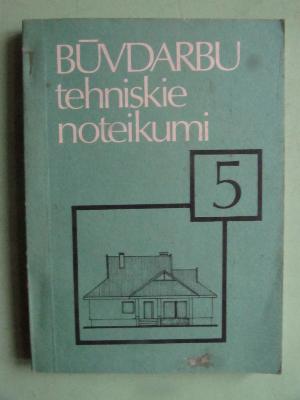 BŪVDARBU
tehniskie
noteikumi
5